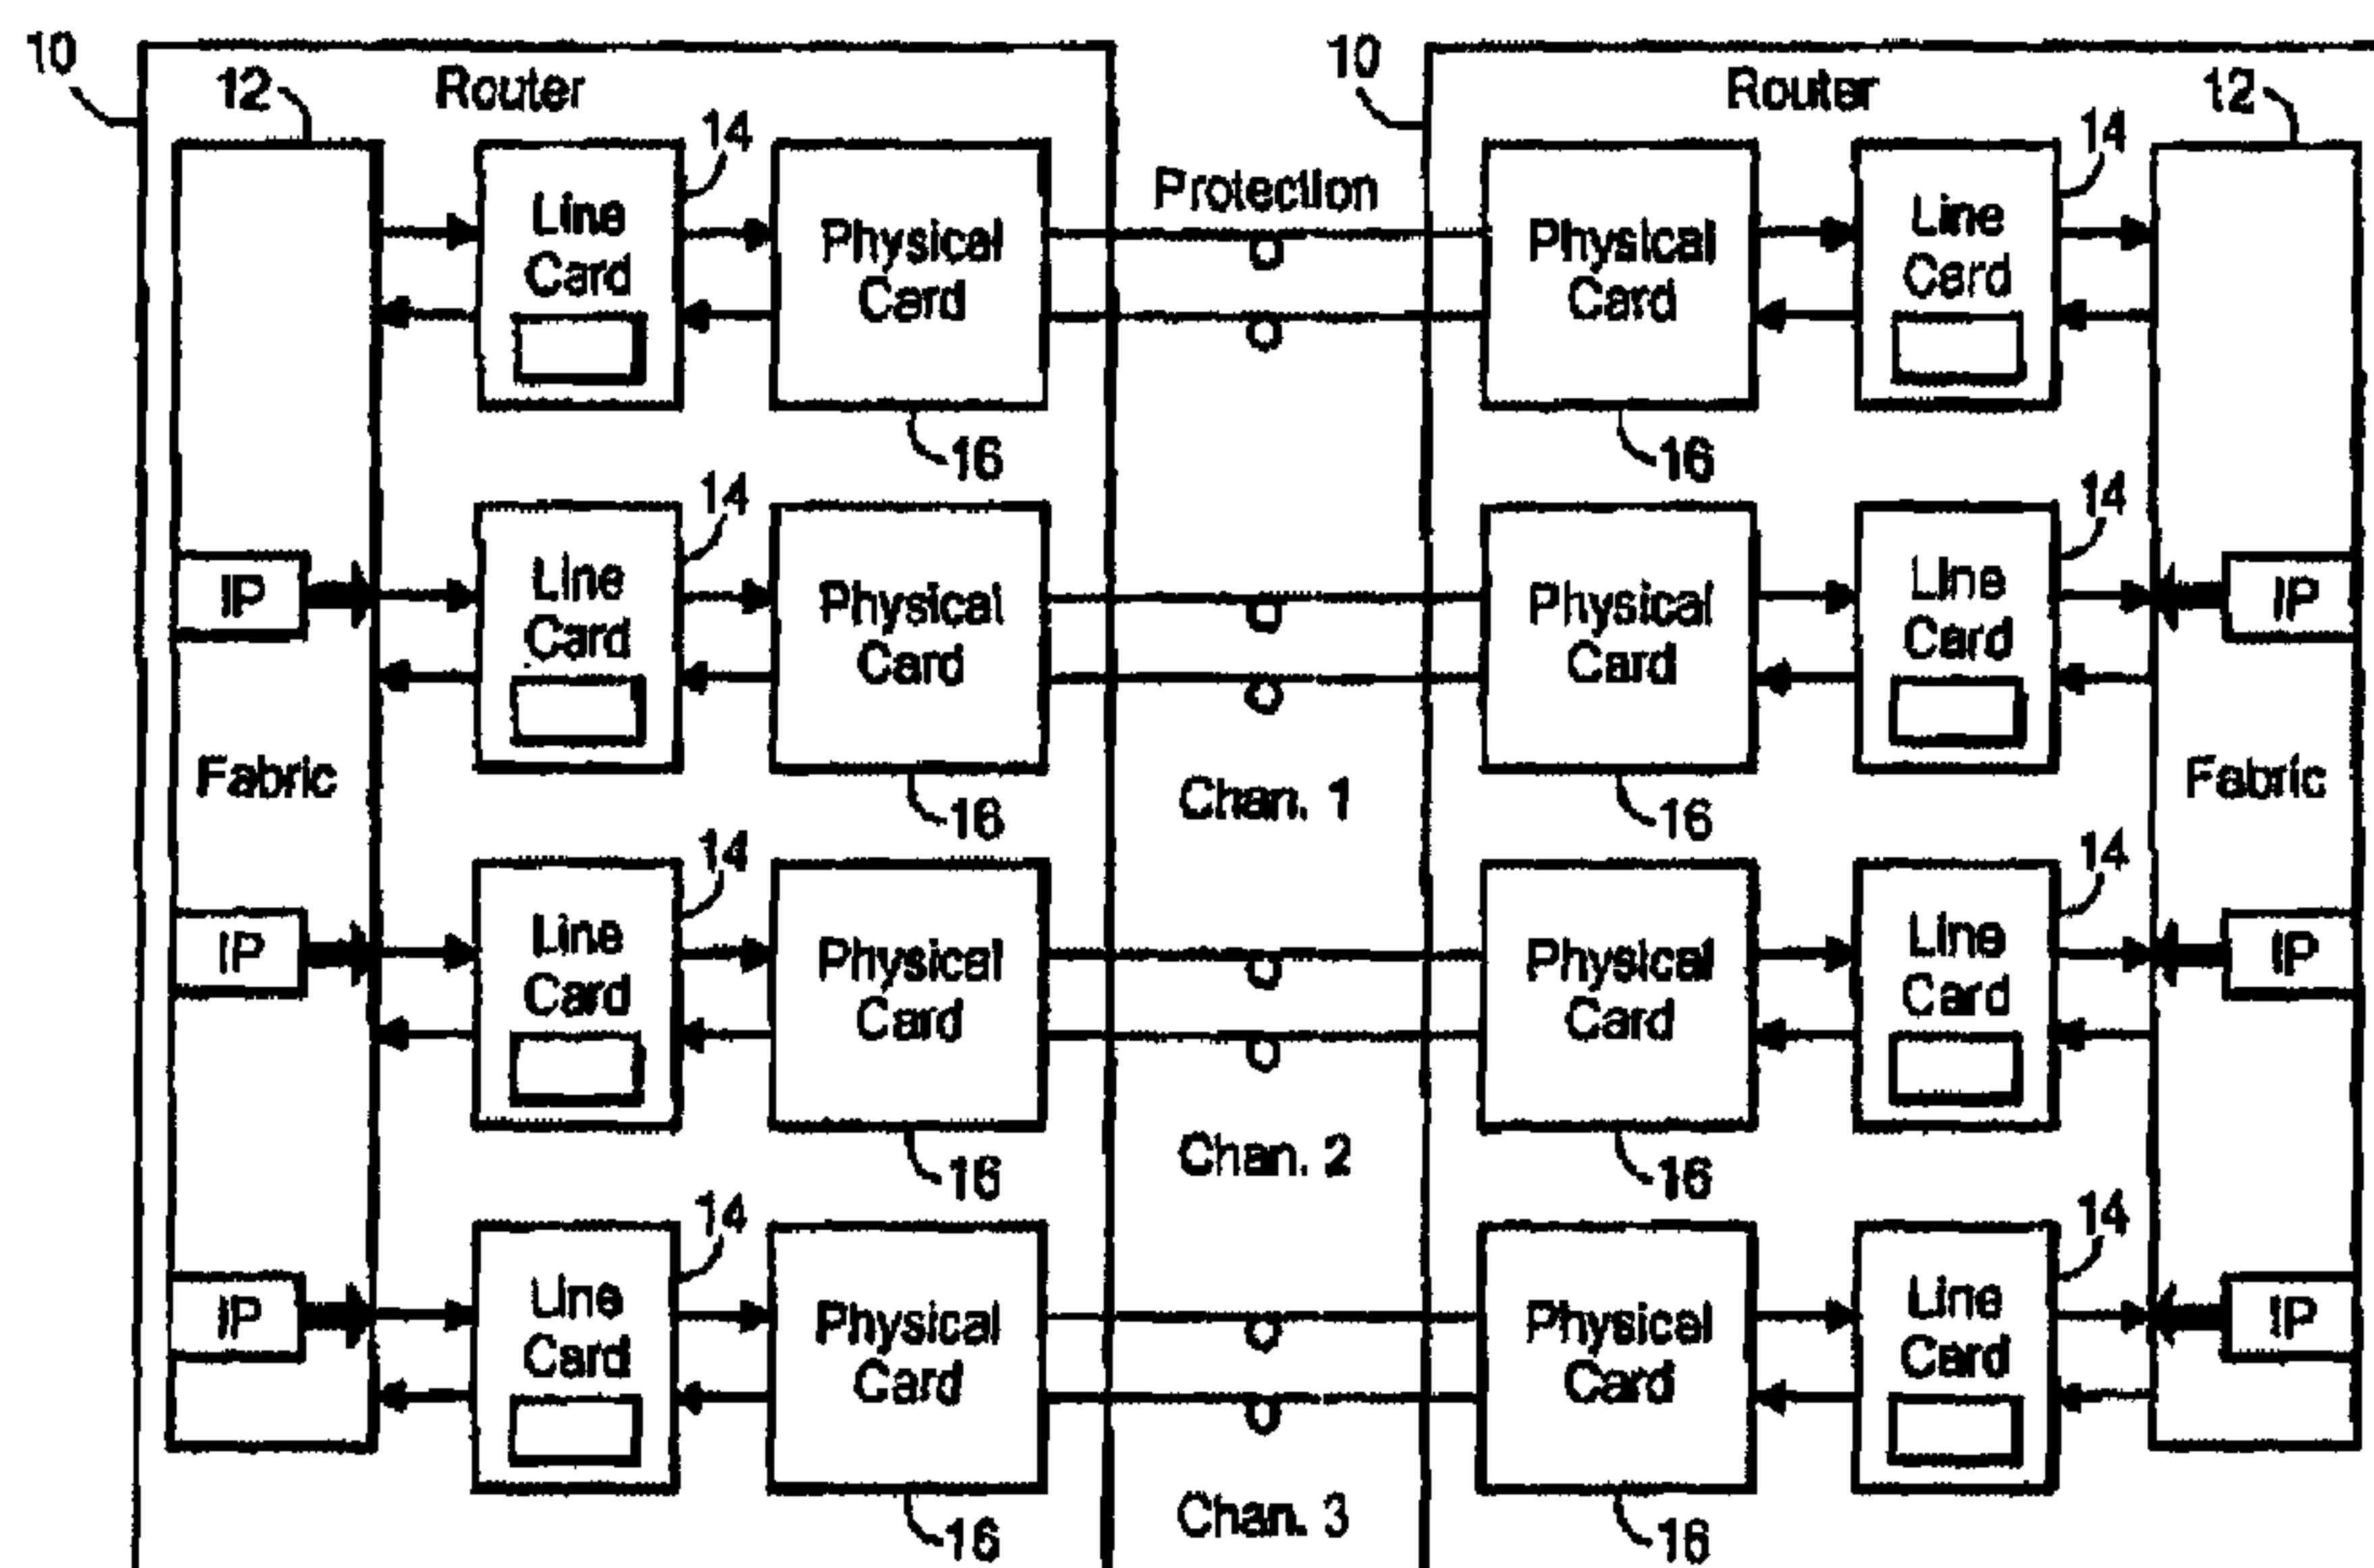 10
12
Router
14
Line
Card
Physical
Card
16
Protection
10
Router
12
14
Physical
Card
Line
Card
16
14
IP
Line
Card
Physical
Card
16
Chan. 1
14
Physical
Card
Line
Card
IP
16
Fabric
Fabric
14
IP
Line
Card
Physical
Card
16
Chan. 2
14
Physical
Card
Line
Card
IP
16
14
IP
Line
Card
Physical
Card
16
Chan. 3
14
Physical
Card
Line
Card
IP
16